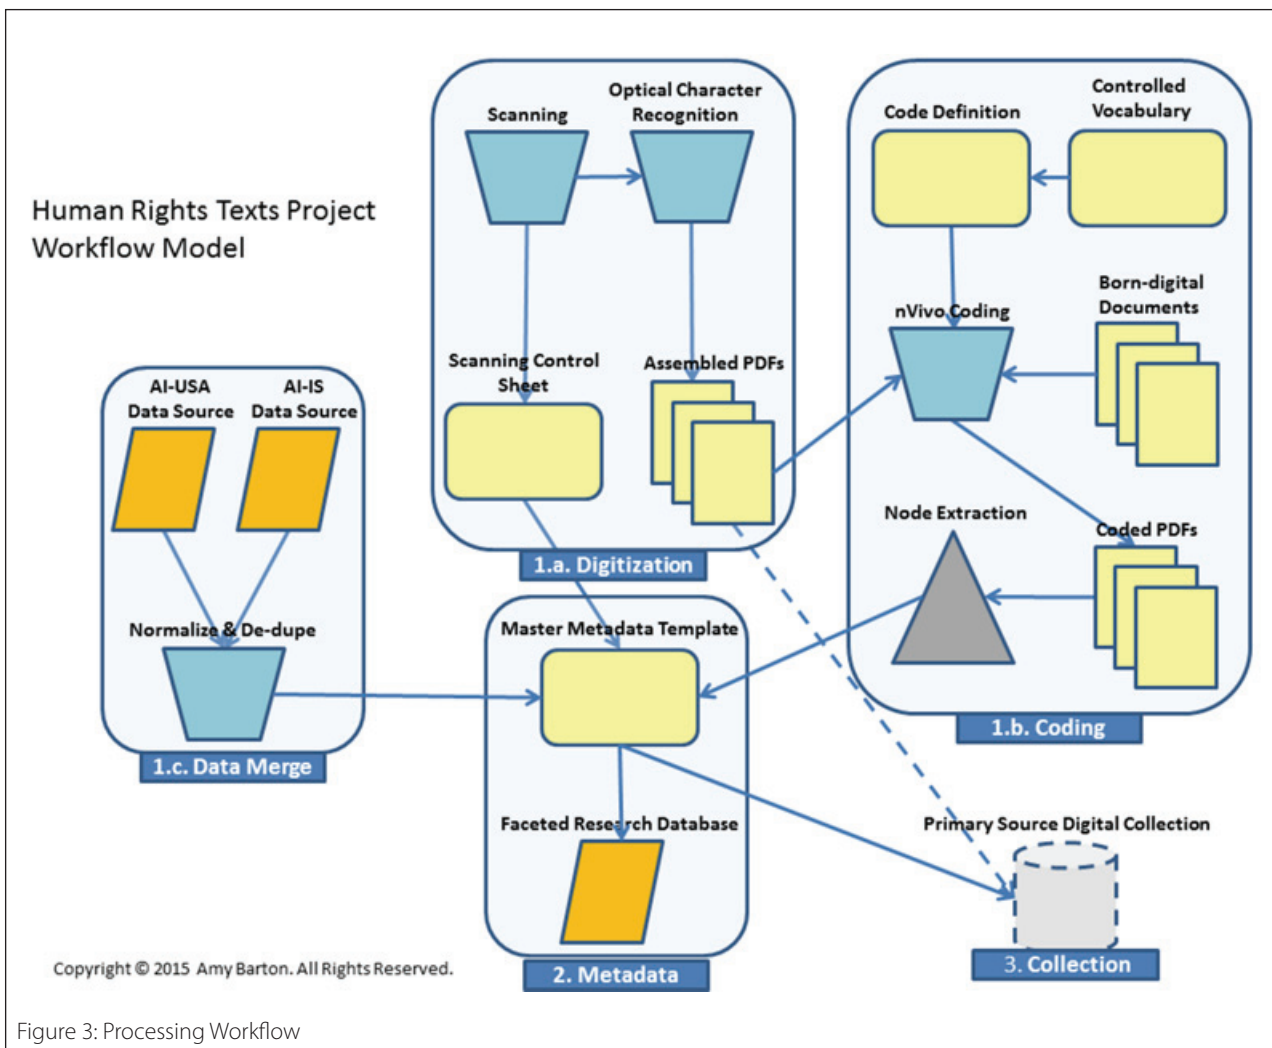 Human Rights Texts Project
Workflow Model
Scanning
Optical Character
Recognition
Scanning Control
Sheet
Assembled PDFs
1.a. Digitization
Code Definition
Controlled
Vocabulary
nVivo Coding
Born-digital
Documents
Node Extraction
Coded PDFs
1.b. Coding
AI-USA
Data Source
AI-IS
Data Source
Normalize & De-dupe
1.c. Data Merge
Master Metadata Template
Faceted Research Database
2. Metadata
Primary Source Digital Collection
3. Collection
Copyright © 2015 Amy Barton. All Rights Reserved.
Figure 3: Processing Workflow